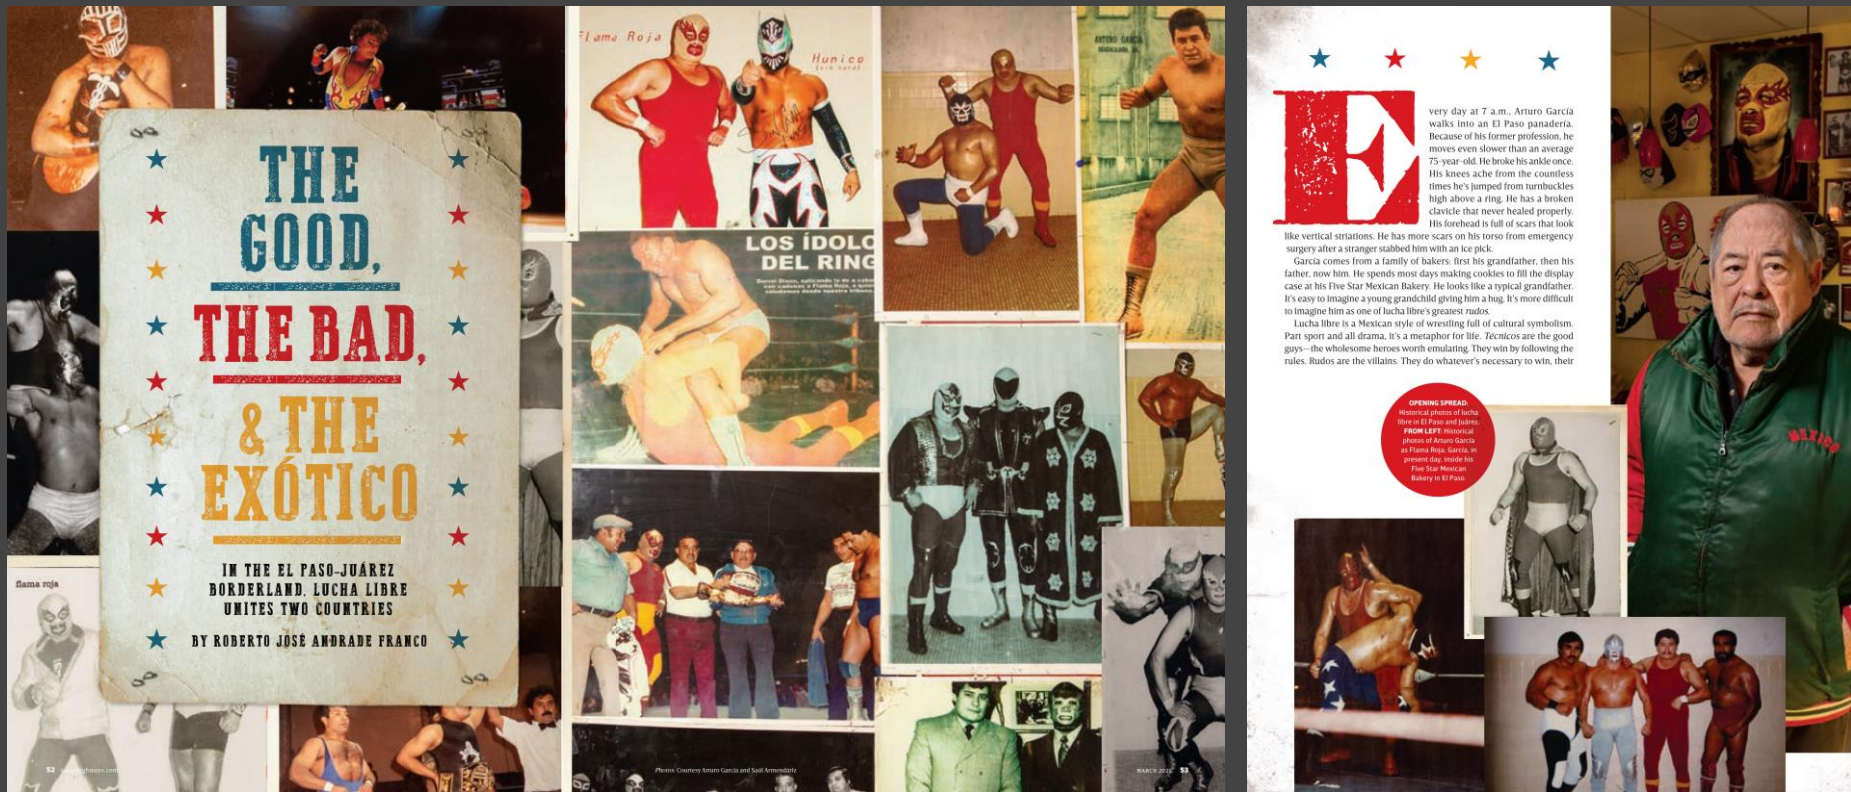 Flama Roja
Hunico
(sin cara)
ARTURO GARCIA
LOS ÍDOLO
DEL RING
THE
GOOD,
THE BAD,
& THE
EXÓTICO
IN THE EL PASO-JUÁREZ
BORDERLAND, LUCHA LIBRE
UNITES TWO COUNTRIES
BY ROBERTO JOSÉ ANDRADE FRANCO
flama roja
52
Photos: Courtesy Arturo García and Saúl Armendáriz
MARCH 2021 53
Every day at 7 a.m., Arturo García
walks into an El Paso panadería.
Because of his former profession, he
moves even slower than an average
75-year-old. He broke his ankle once.
His knees ache from the countless
times he's jumped from turnbuckles
high above a ring. He has a broken
clavicle that never healed properly.
His forehead is full of scars that look
like vertical striations. He has more scars on his torso from emergency
surgery after a stranger stabbed him with an ice pick.
García comes from a family of bakers: first his grandfather, then his
father, now him. He spends most days making cookies to fill the display
case at his Five Star Mexican Bakery. He looks like a typical grandfather.
It's easy to imagine a young grandchild giving him a hug. It's more difficult
to imagine him as one of lucha libre's greatest rudos.
Lucha libre is a Mexican style of wrestling full of cultural symbolism.
Part sport and all drama, it's a metaphor for life. Técnicos are the good
guys—the wholesome heroes worth emulating. They win by following the
rules. Rudos are the villains. They do whatever's necessary to win, their
OPENING SPREAD:
Historical photos of lucha
libre in El Paso and Juárez.
FROM LEFT: Historical
photos of Arturo García
as Flama Roja; García, in
present day, inside his
Five Star Mexican
Bakery in El Paso.
MEXICO